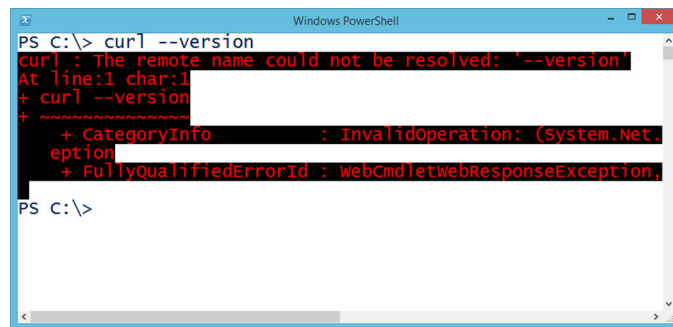 Windows PowerShell
PS C:\> curl --version
curl : The remote name could not be resolved: '--version'
At line:1 char:1
+ curl --version
+ ~~~~~~~~~~~~~~
    + CategoryInfo          : InvalidOperation: (System.Net.
   eption
    + FullyQualifiedErrorId : WebCmdletWebResponseException,
PS C:\>